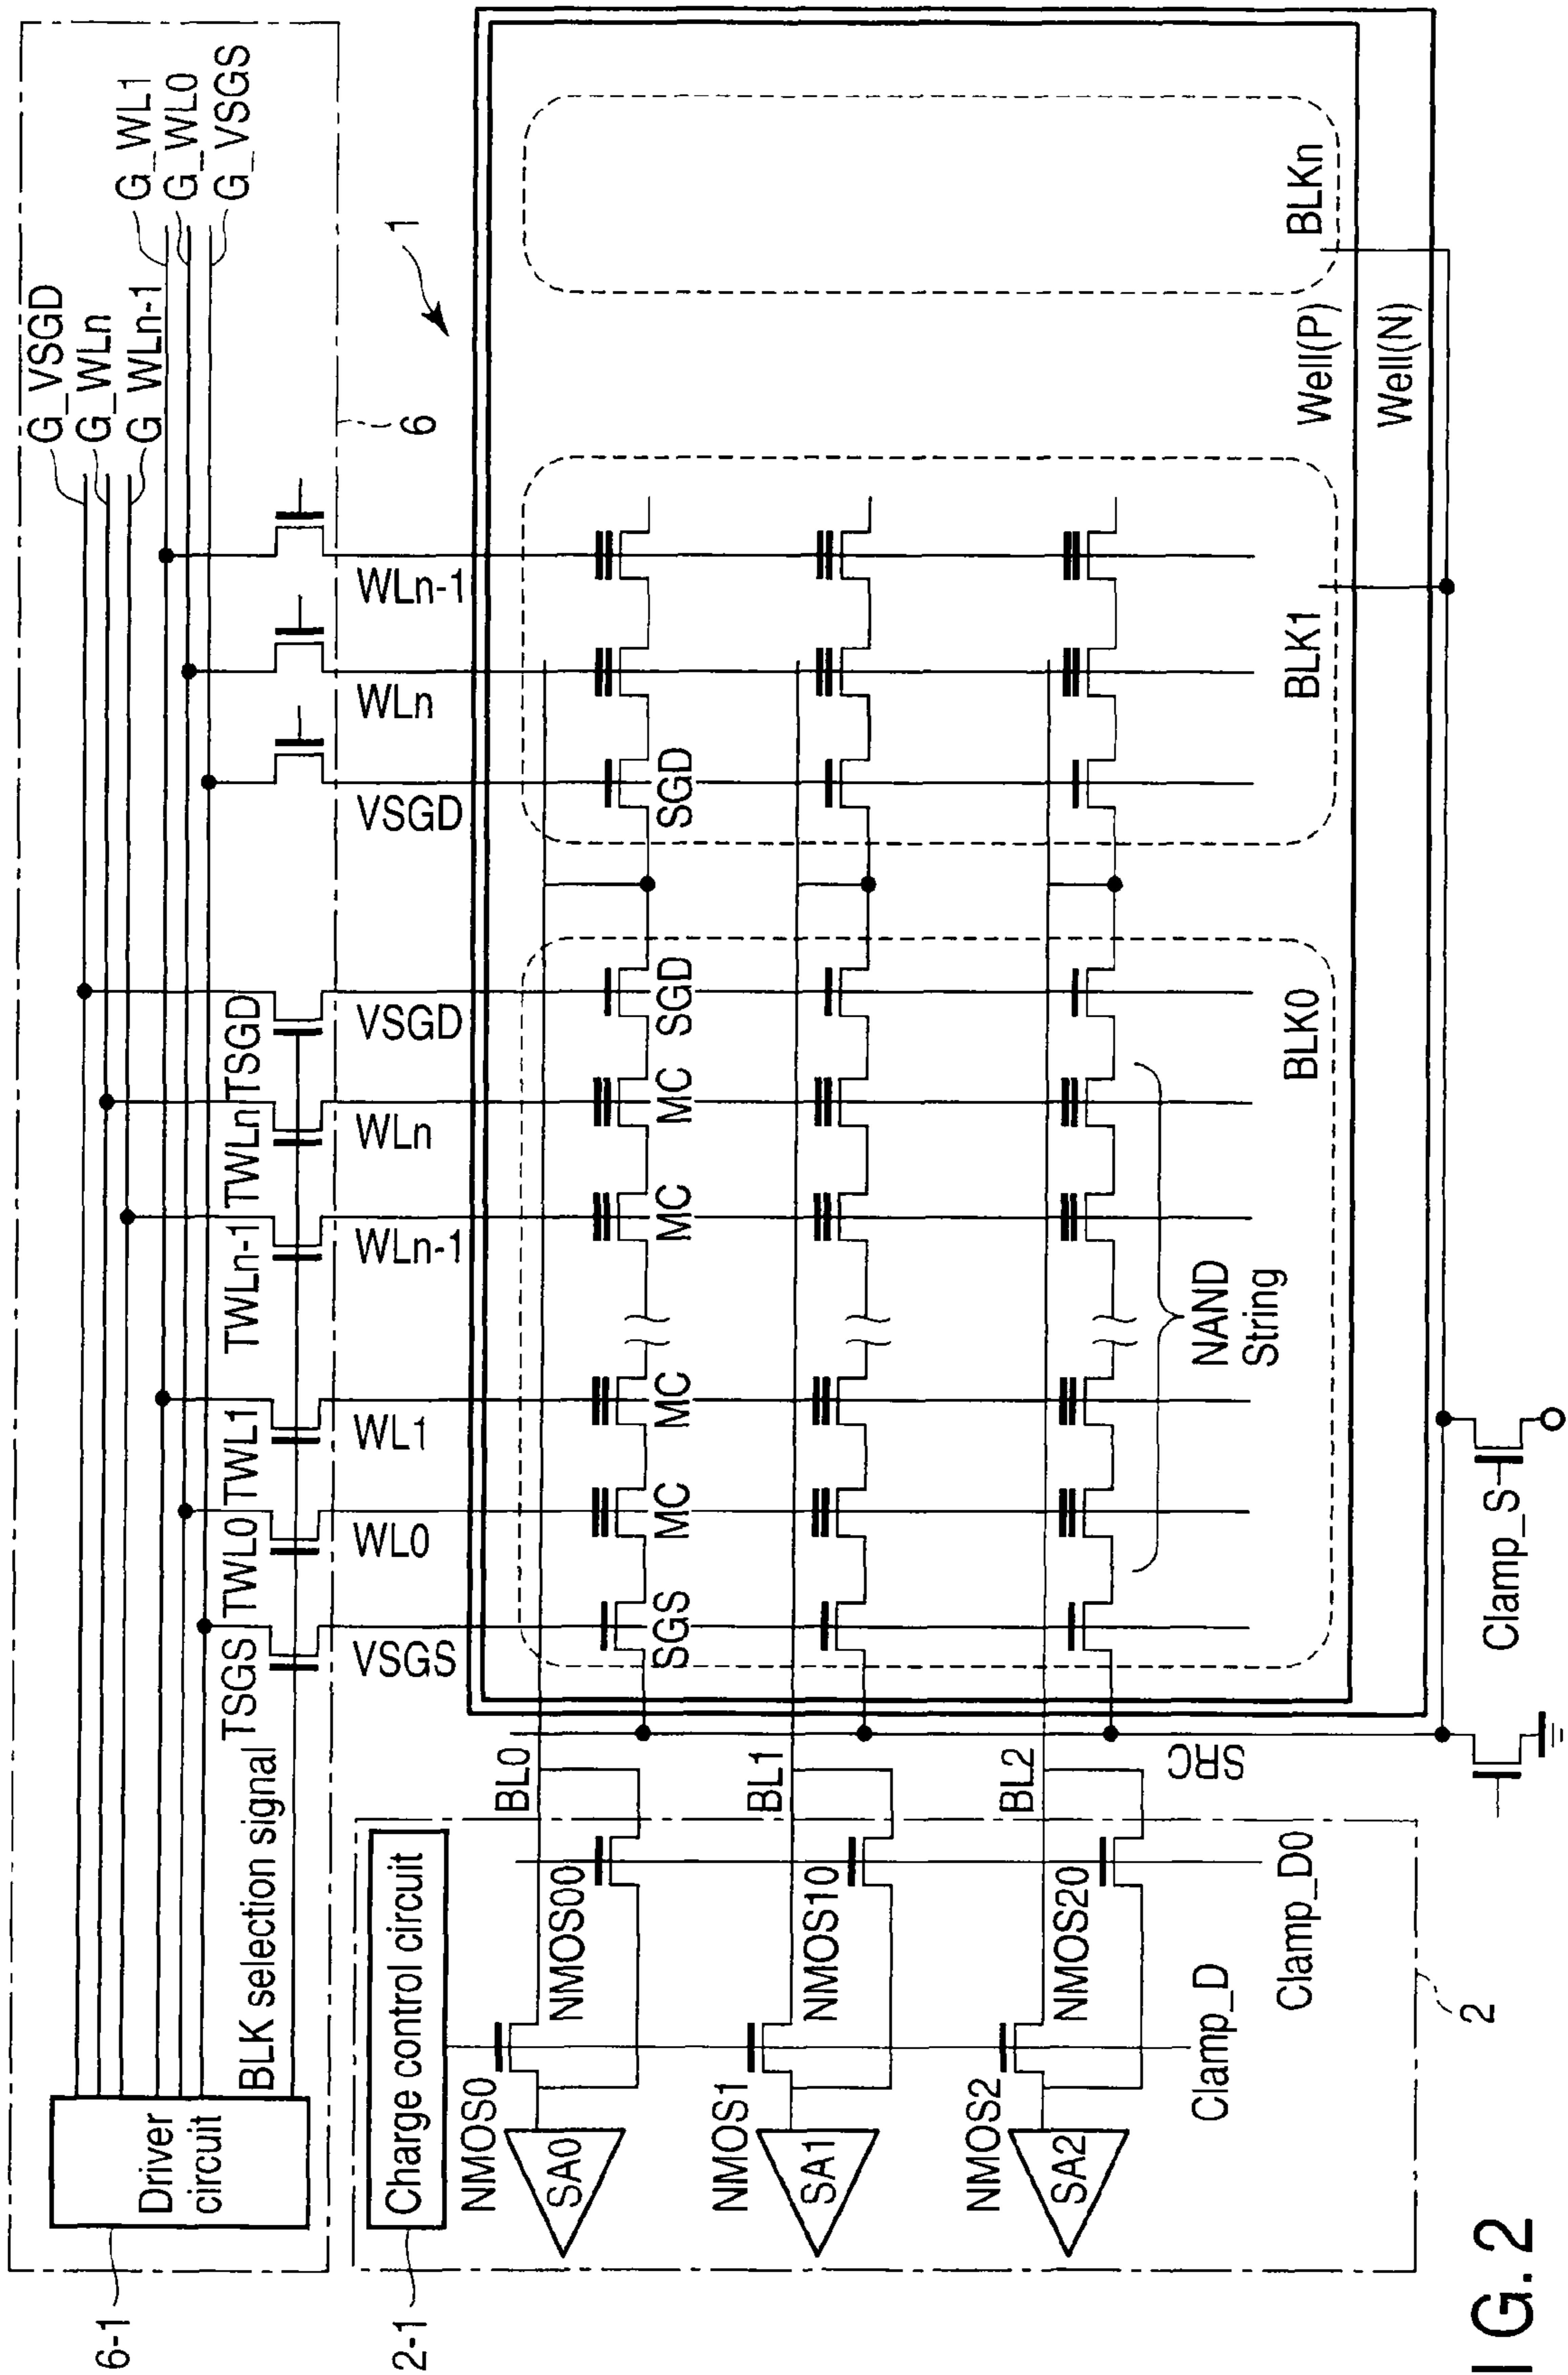 G_VSGD
G_WLn
G_WLn-1
G_WL1
G_WL0
G_VSGS
6-1
Driver
circuit
BLK selection signal
TSGS
TWL0
TWL1
TWLn-1
TWLn
TSGD
6
1
VSGS
WL0
WL1
WLn-1
WLn
VSGD
VSGD
WLn
WLn-1
2-1
Charge control circuit
NMOS0
SA0
NMOS00
BL0
SGS
MC
MC
MC
MC
SGD
SGD
NMOS1
SA1
NMOS10
BL1
NMOS2
SA2
NMOS20
BL2
SRC
NAND
String
BLK0
BLK1
BLKn
Well(P)
Well(N)
Clamp_D
Clamp_D0
2
Clamp_S
IG. 2